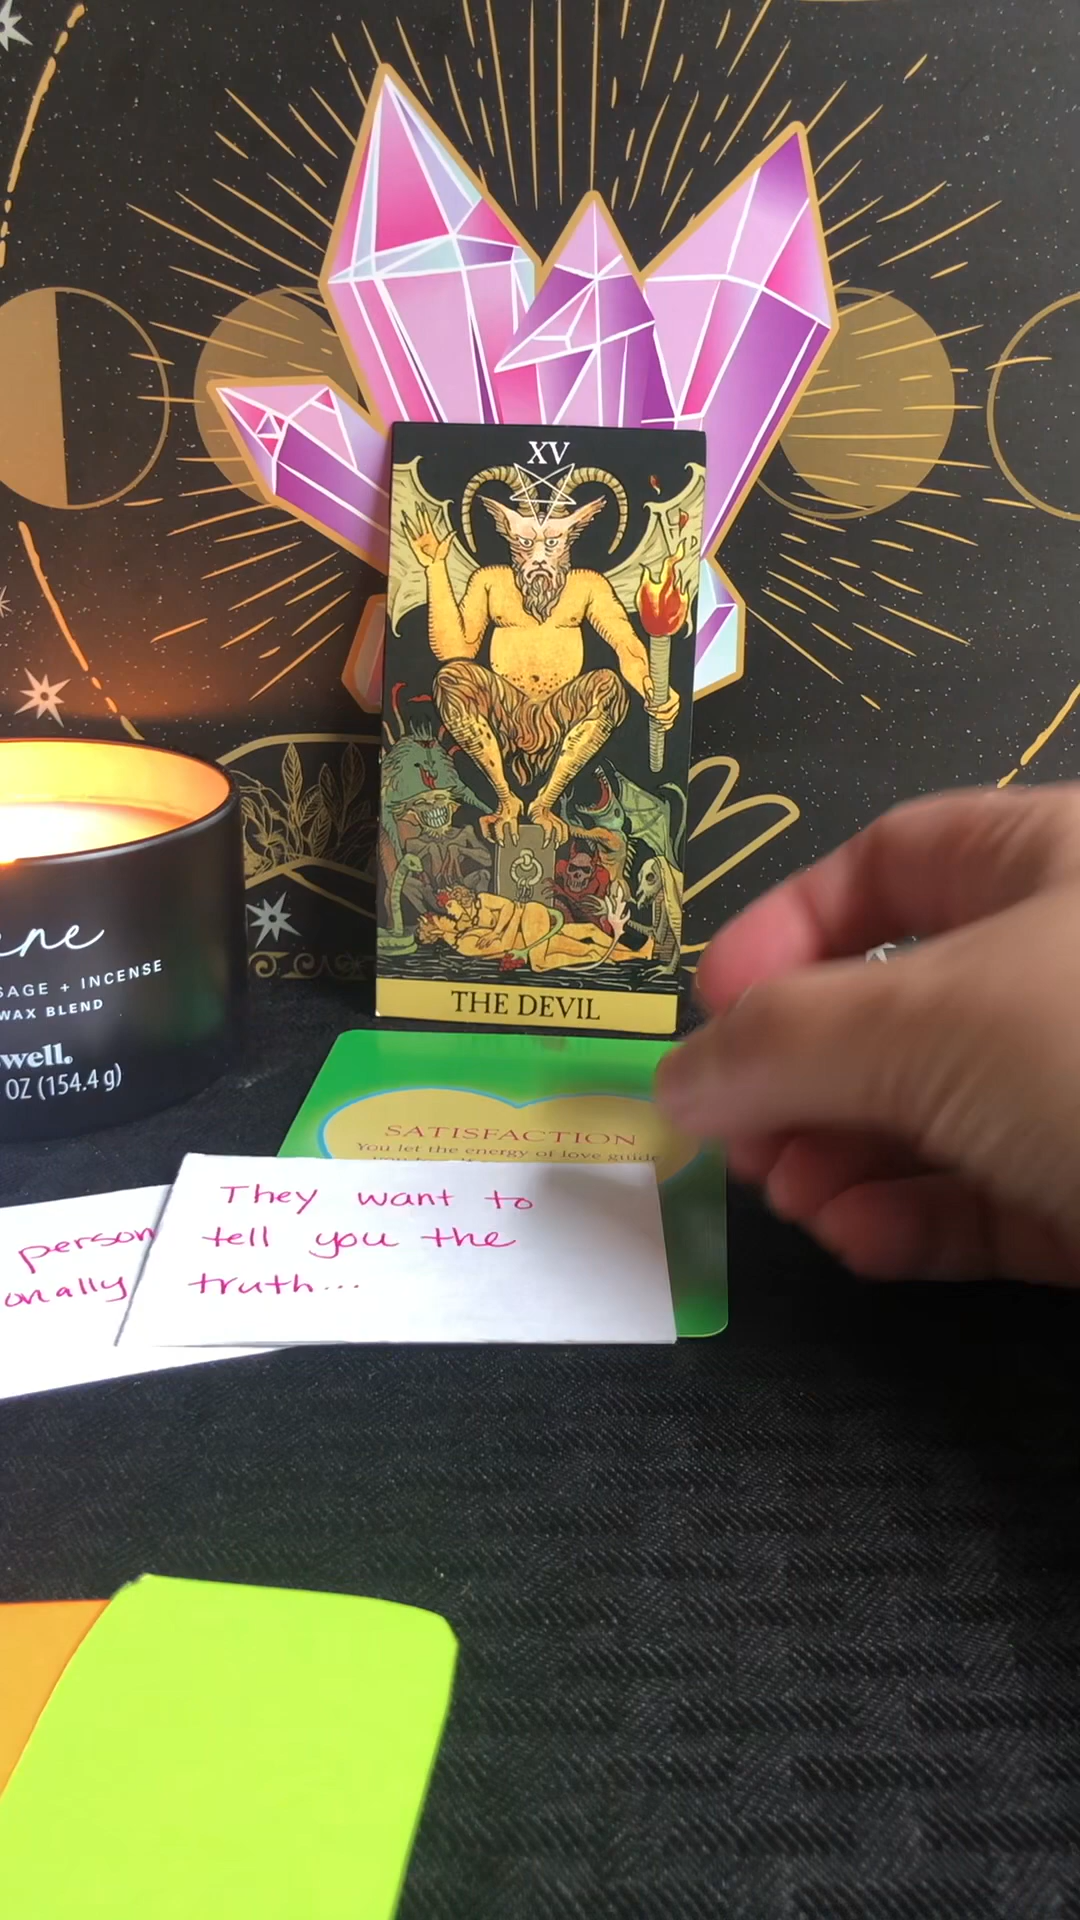 XV
THE DEVIL
SAGE + INCENSE
WAX BLEND
well.
OZ (154.4 g)
SATISFACTION
You let the energy of love guide
person
onally
They want to
tell you the
truth...